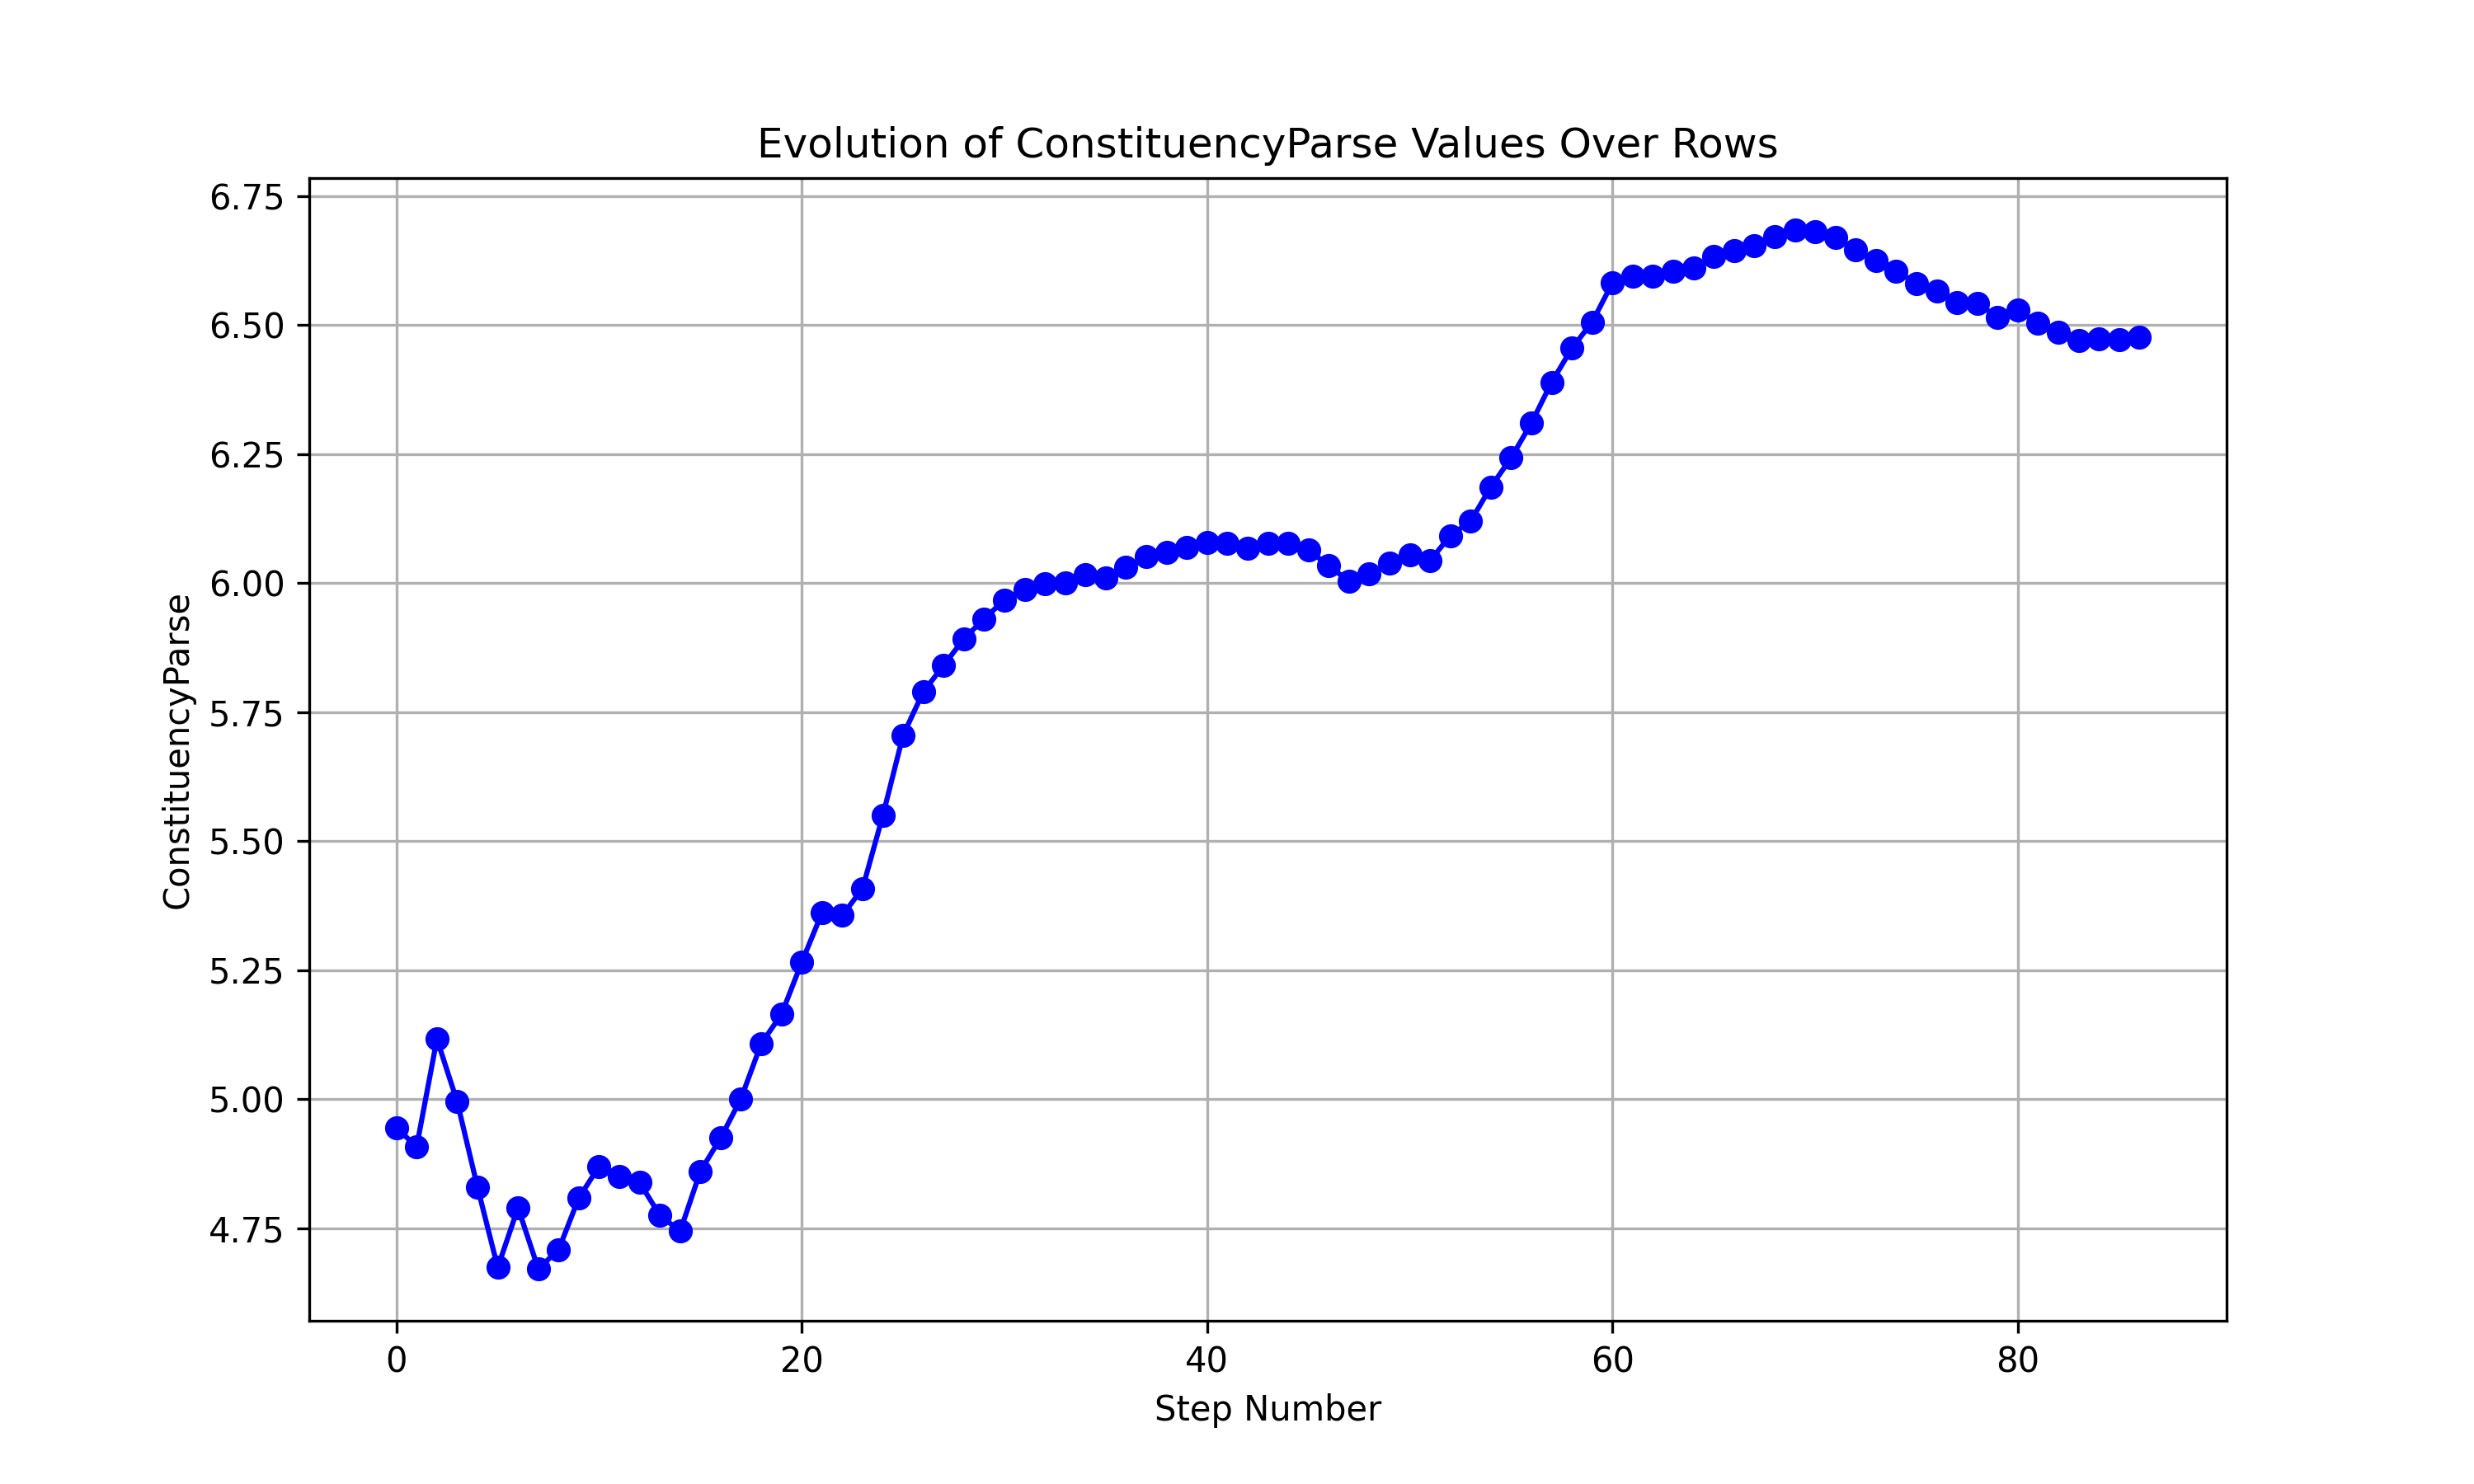 Evolution of ConstituencyParse Values Over Rows
6.75
6.50
6.25
6.00
5.75
5.50
5.25
5.00
4.75
ConstituencyParse
0 20 40 60 80
Step Number